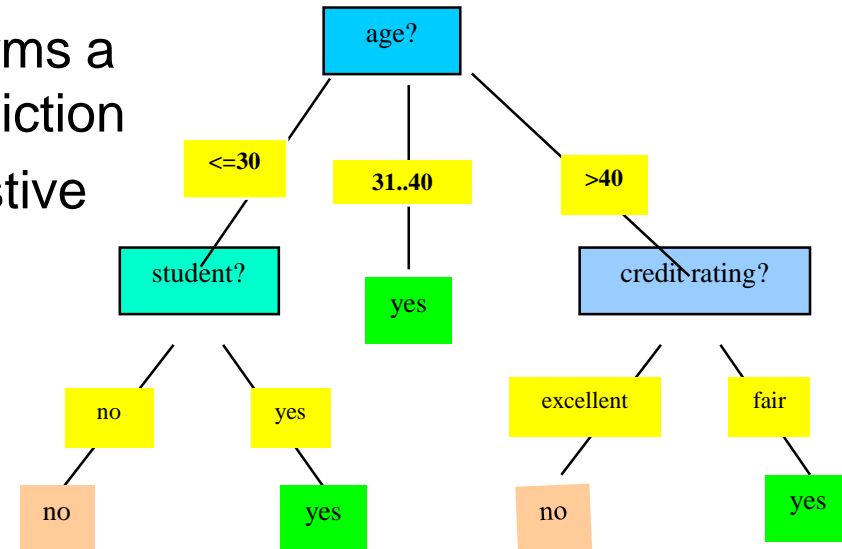 age?
rms a
iction
stive
<=30
31..40
>40
student?
yes
credit rating?
no
yes
excellent
fair
no
yes
no
yes